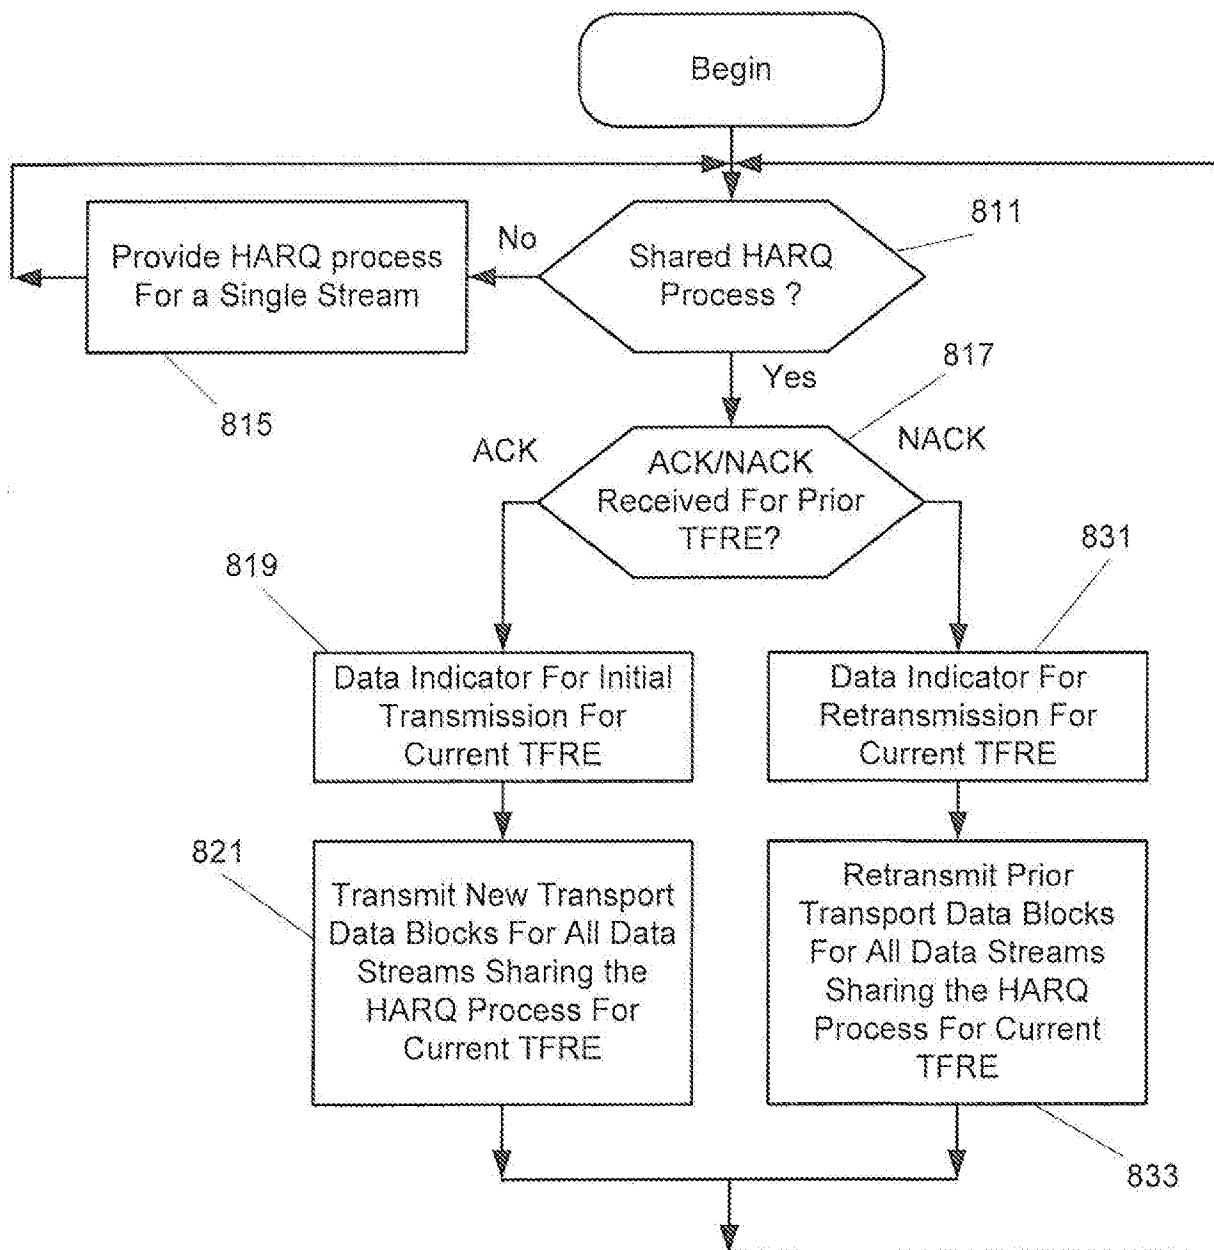 Begin
811
No
Shared HARQ
Process ?
Provide HARQ process
For a Single Stream
815
Yes
817
ACK
NACK
ACK/NACK
Received For Prior
TFRE?
819
831
Data Indicator For Initial
Transmission For
Current TFRE
Data Indicator For
Retransmission For
Current TFRE
821
Transmit New Transport
Data Blocks For All Data
Streams Sharing the
HARQ Process For
Current TFRE
Retransmit Prior
Transport Data Blocks
For All Data Streams
Sharing the HARQ
Process For Current
TFRE
833